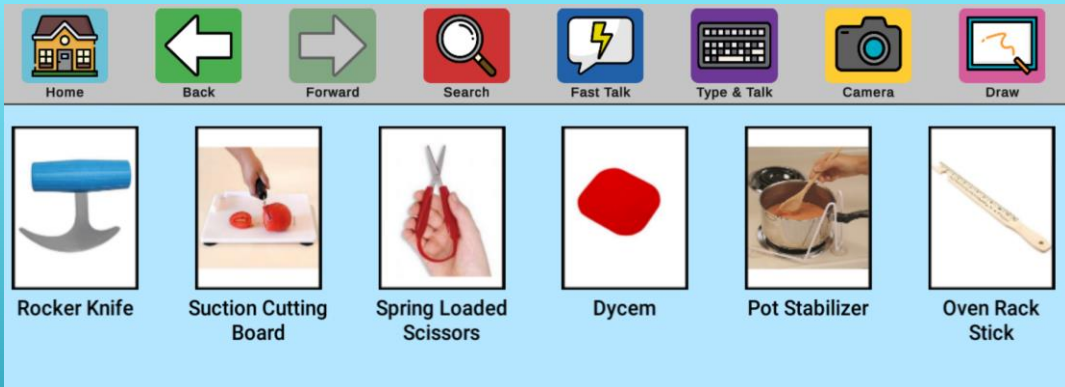 Home Back Forward Search Fast Talk Type & Talk Camera Draw
Rocker Knife
Suction Cutting
Board
Spring Loaded
Scissors
Dycem
Pot Stabilizer
Oven Rack
Stick